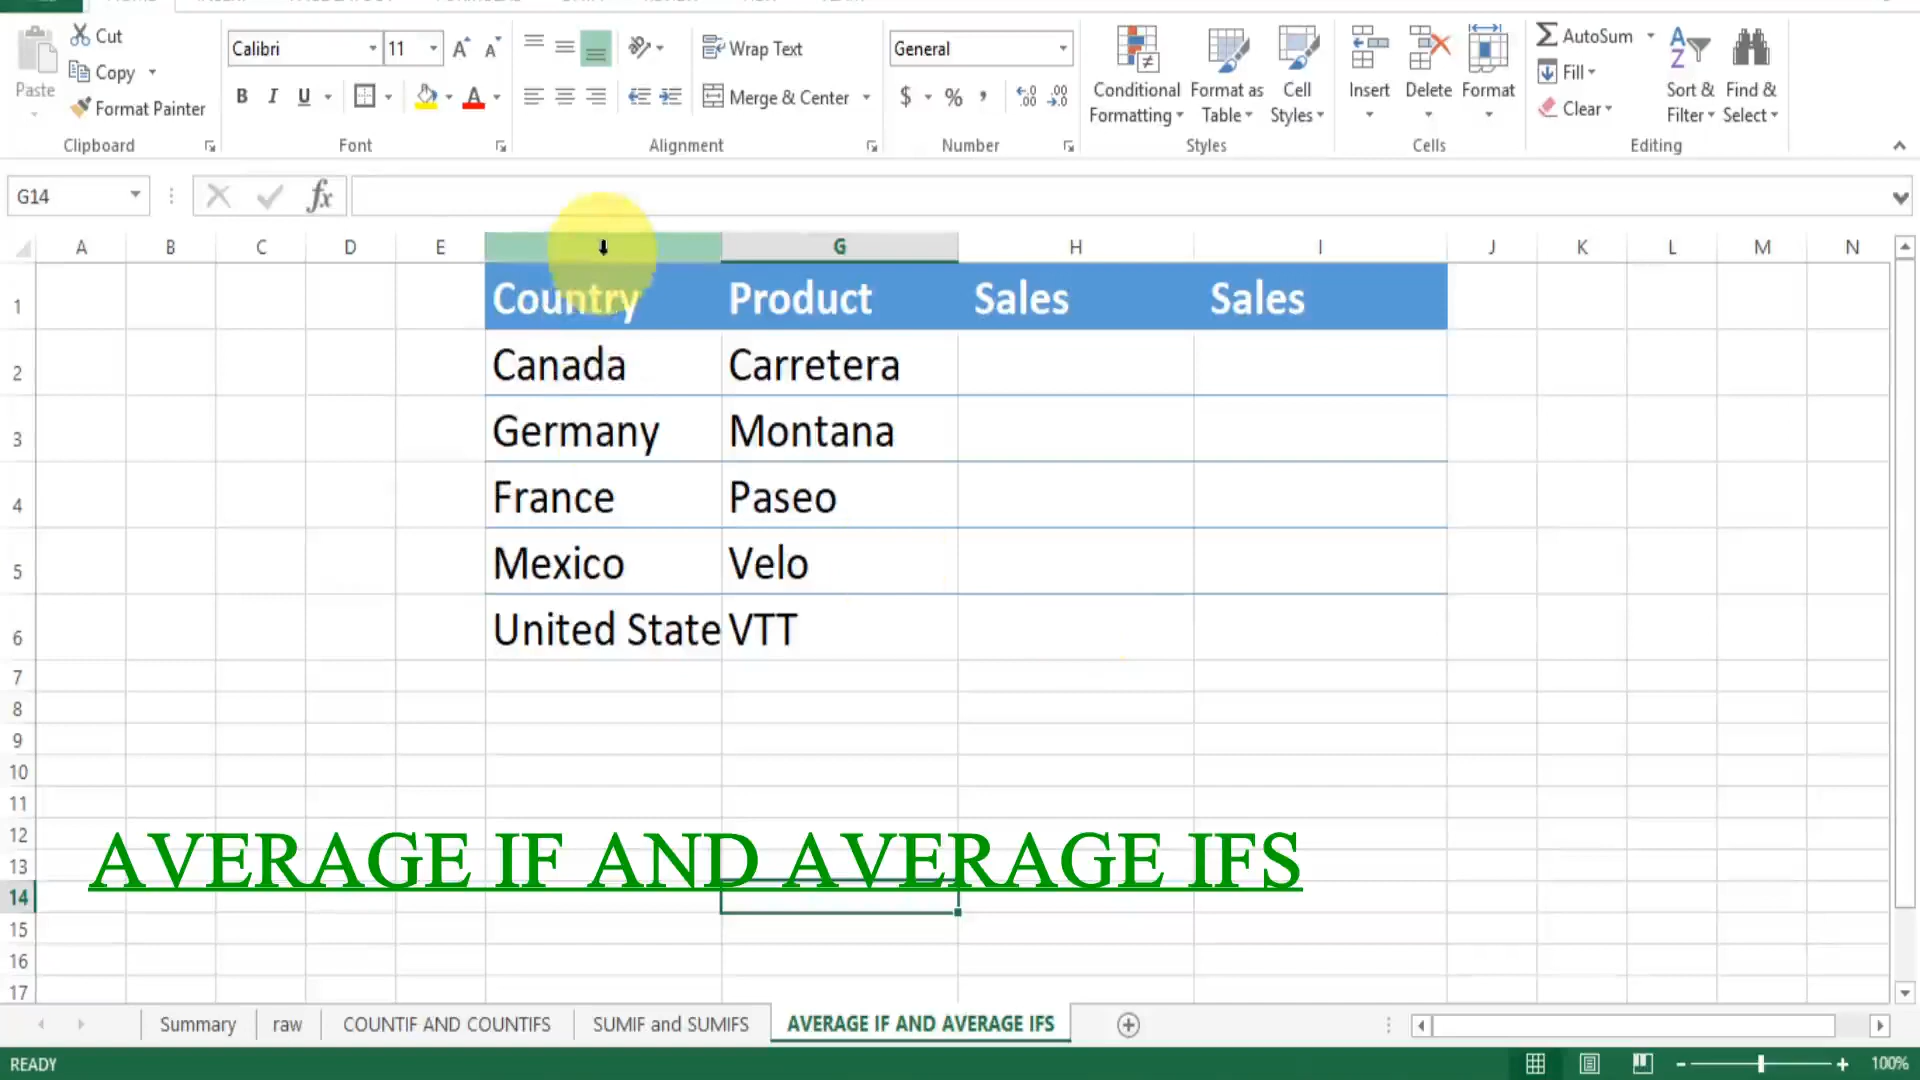 Cut
Copy
Format Painter
Paste
Clipboard
Calibri 11
A A
B I U A
Font
Wrap Text
Merge & Center
Alignment
General
$ % ,
Number
Conditional Formatting
Format as Table
Cell Styles
Styles
Insert Delete Format
Cells
AutoSum
Fill
Clear
Sort & Filter
Find & Select
Editing
G14 fx
A B C D E G H I J K L M N
1 Country Product Sales Sales
2 Canada Carretera
3 Germany Montana
4 France Paseo
5 Mexico Velo
6 United State VTT
7
8
9
10
11
12
13
AVERAGE IF AND AVERAGE IFS
14
15
16
17
Summary raw COUNTIF AND COUNTIFS SUMIF and SUMIFS AVERAGE IF AND AVERAGE IFS
READY 100%